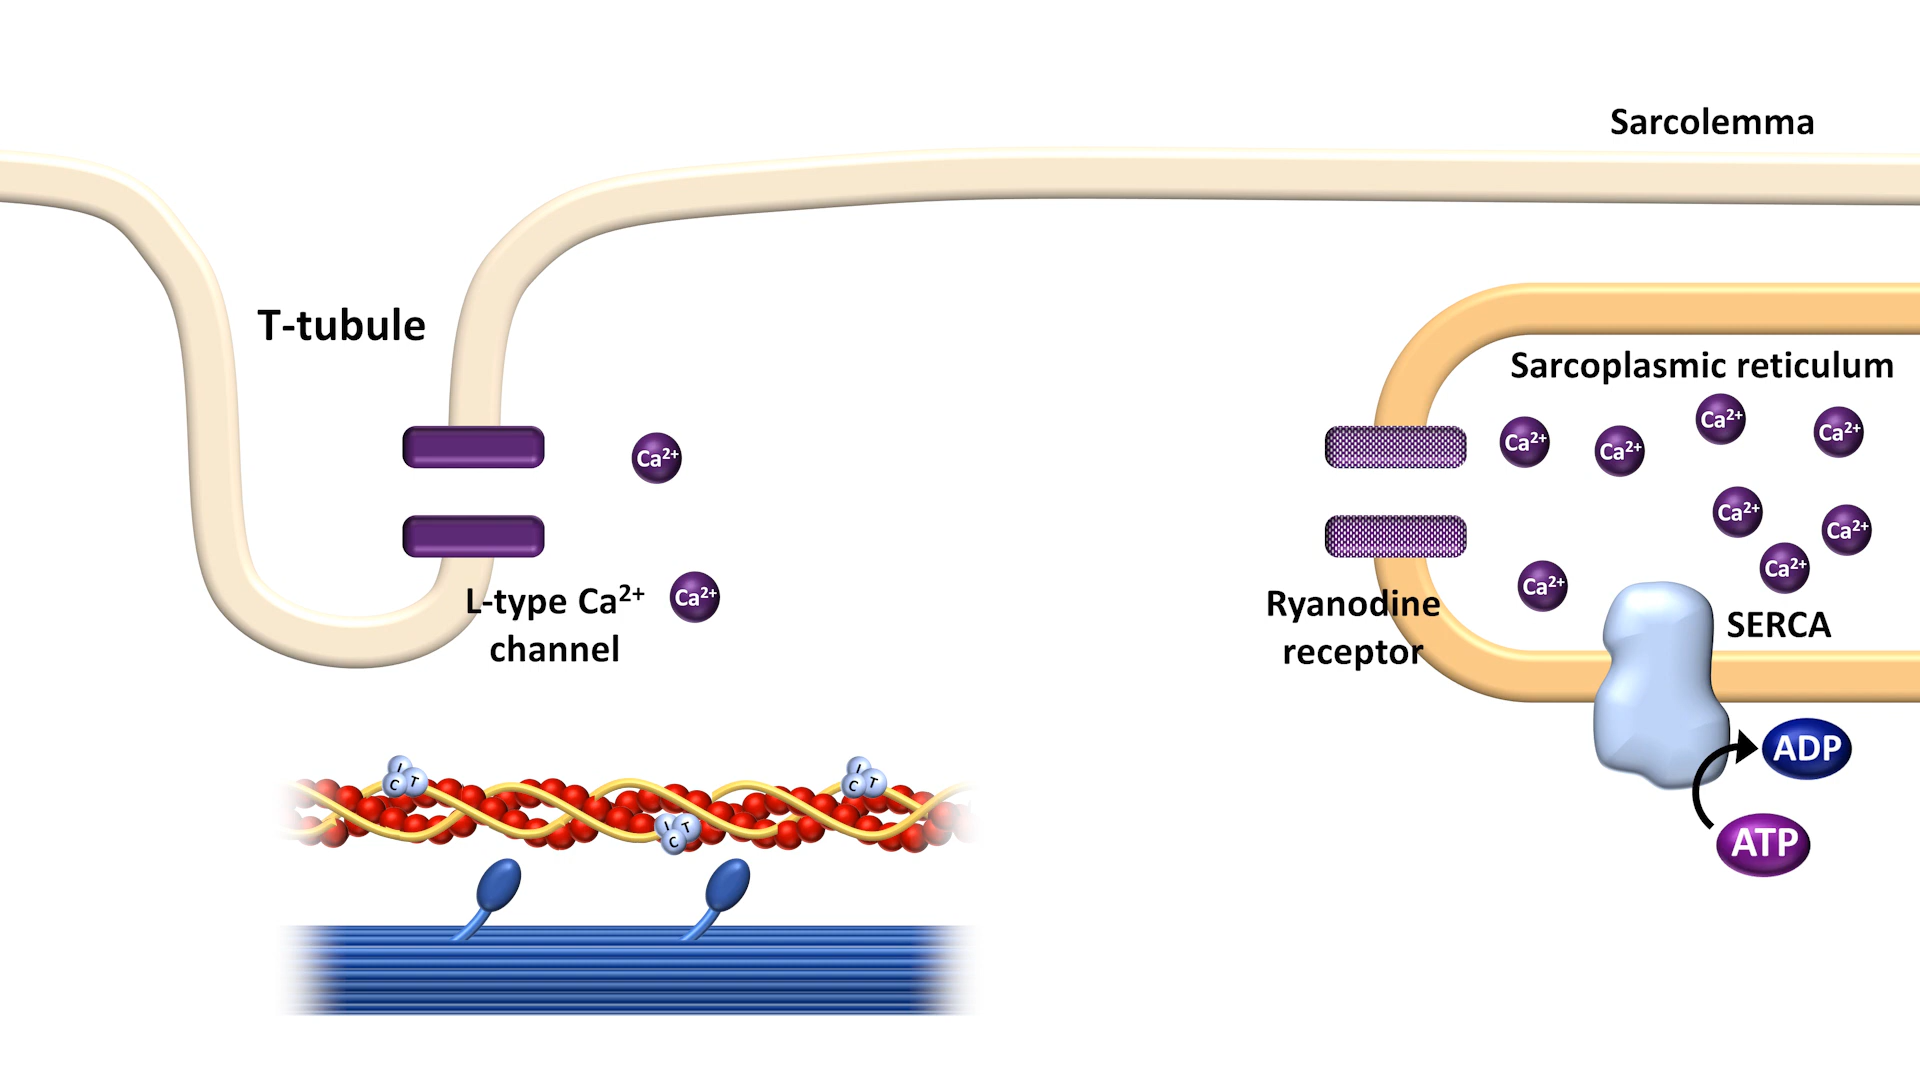 Sarcolemma
T-tubule
Sarcoplasmic reticulum
Ca²⁺
Ca²⁺
Ca²⁺
Ca²⁺
Ca²⁺
Ca²⁺
Ca²⁺
Ca²⁺
Ca²⁺
Ca²⁺
L-type Ca²⁺
channel
Ryanodine
receptor
SERCA
ADP
ATP
I
C T
I
C T
I T
C